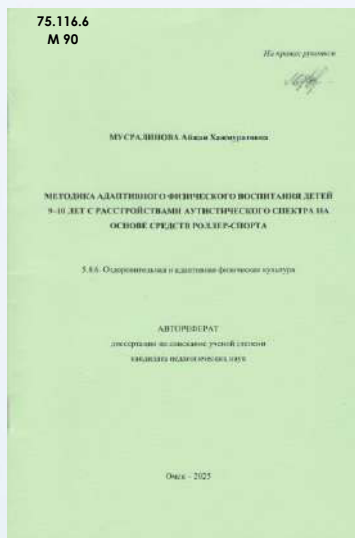 75.116.6
М 90
На правах рукописи
МУСРАЛИНОВА Айжан Хажмуратовна
МЕТОДИКА АДАПТИВНОГО ФИЗИЧЕСКОГО ВОСПИТАНИЯ ДЕТЕЙ
9–10 ЛЕТ С РАССТРОЙСТВАМИ АУТИСТИЧЕСКОГО СПЕКТРА НА
ОСНОВЕ СРЕДСТВ РОЛЛЕР-СПОРТА
5.8.6. Оздоровительная и адаптивная физическая культура
АВТОРЕФЕРАТ
диссертации на соискание ученой степени
кандидата педагогических наук
Омск – 2025